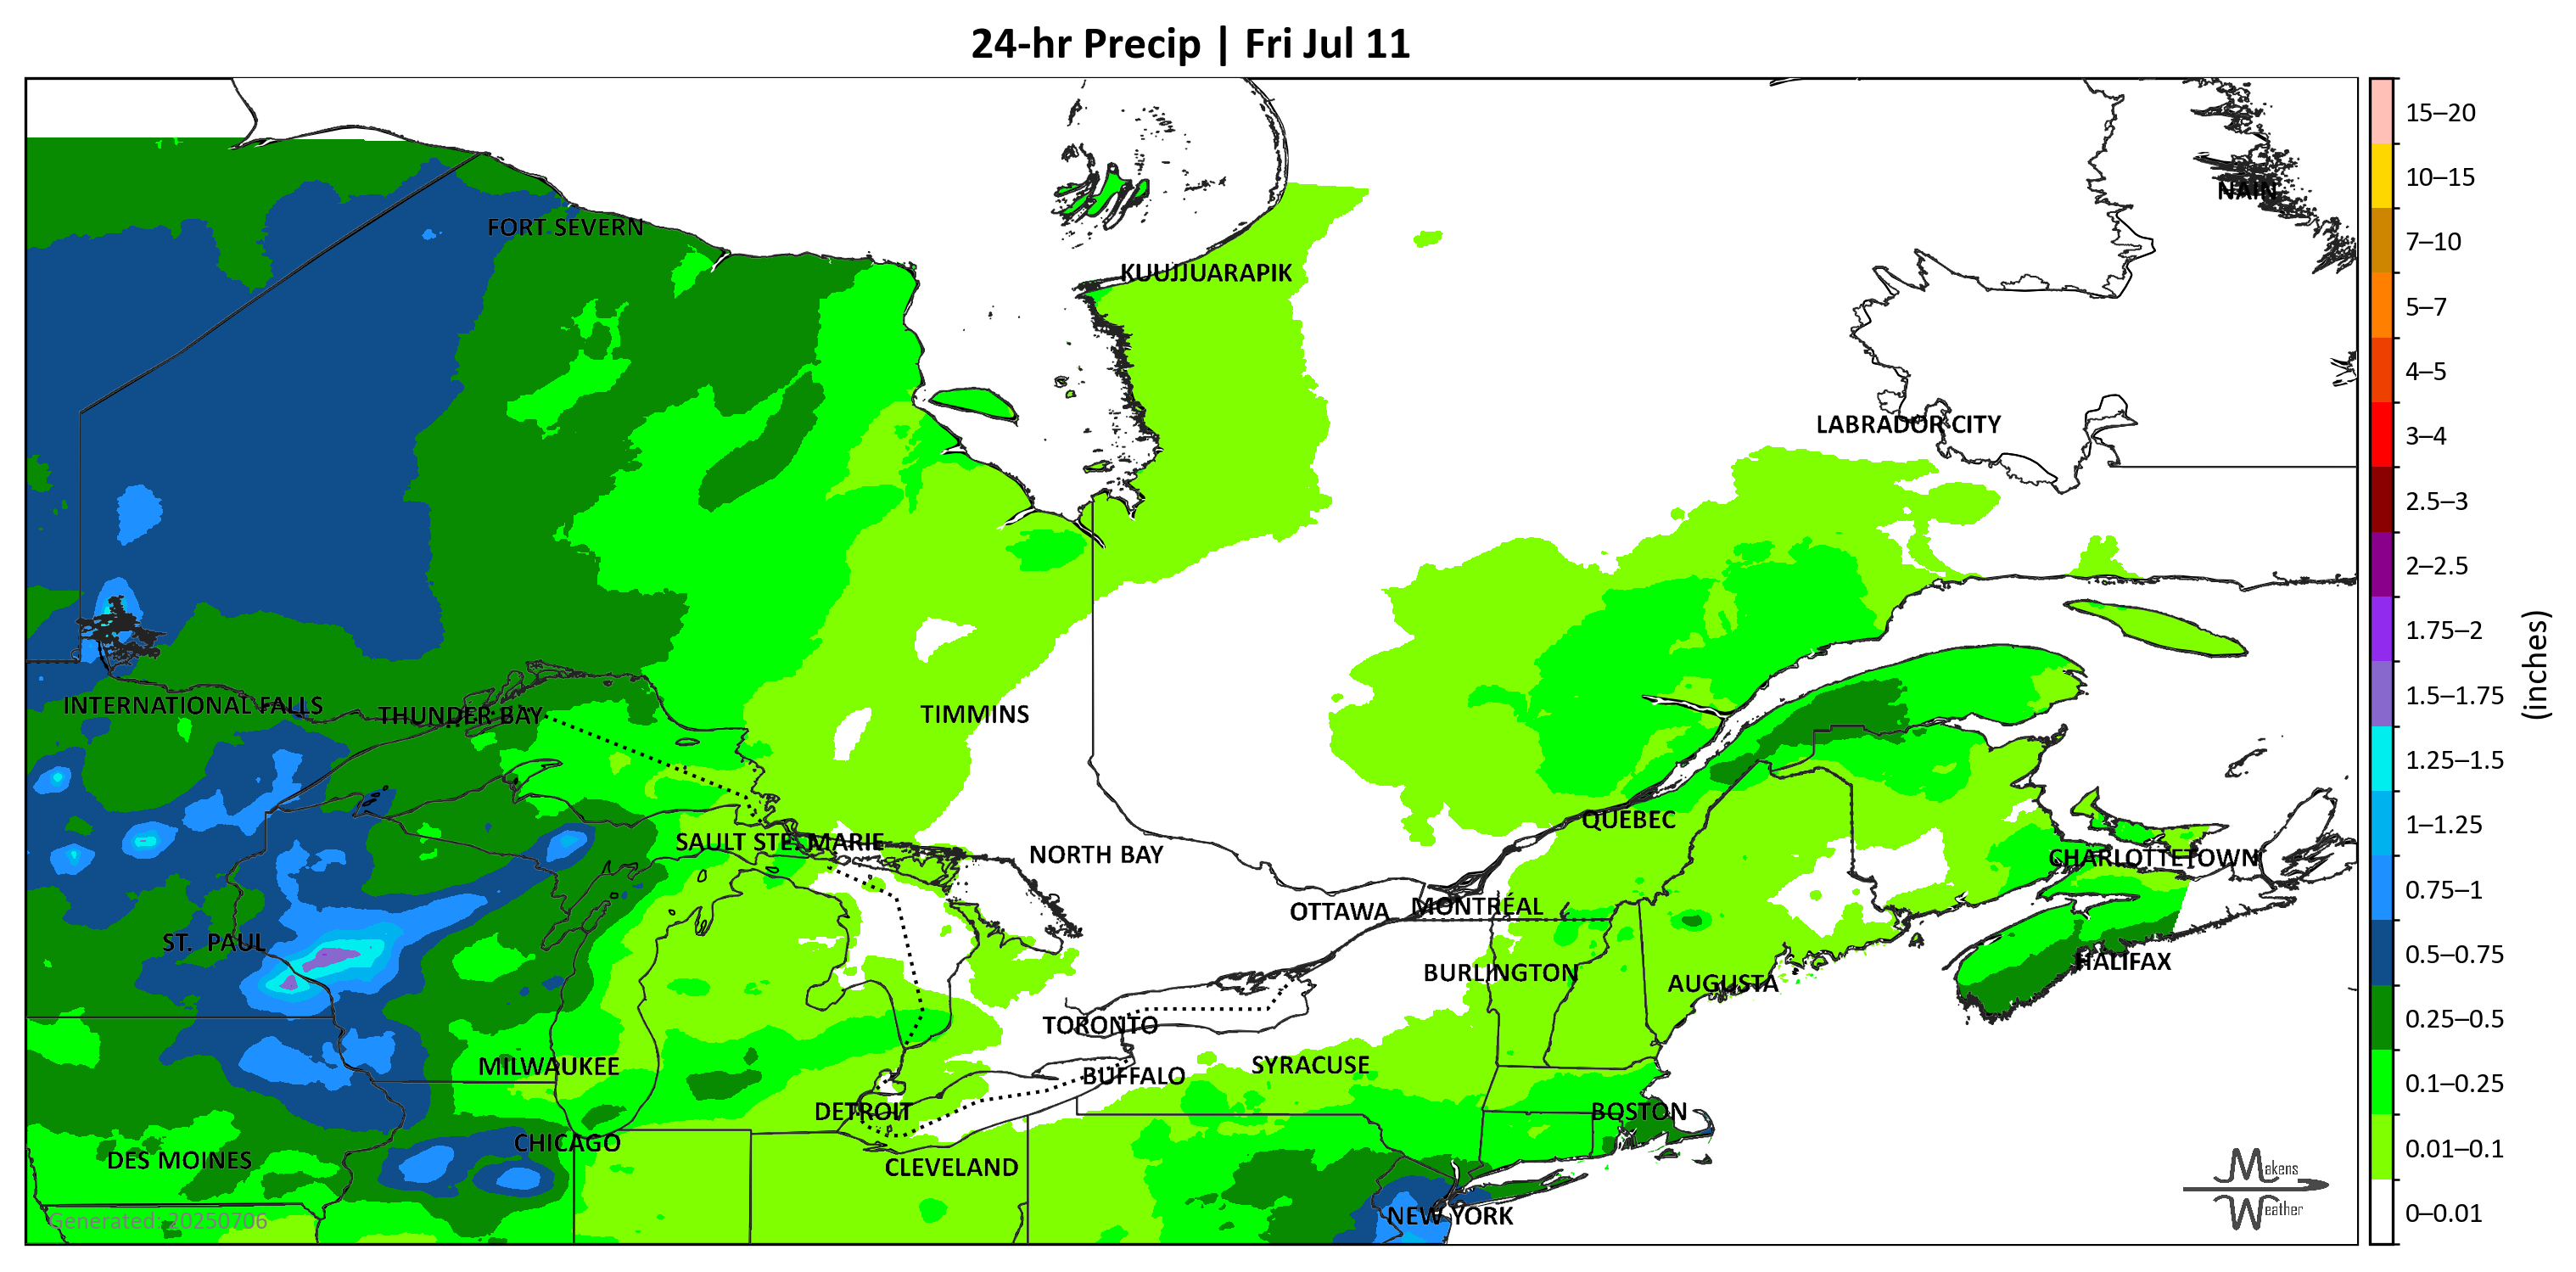 24-hr Precip | Fri Jul 11
NAIN
FORT SEVERN
KUUJJUARAPIK
LABRADOR CITY
INTERNATIONAL FALLS
THUNDER BAY
TIMMINS
QUEBEC
SAULT STE. MARIE
NORTH BAY
CHARLOTTETOWN
OTTAWA
MONTRÉAL
ST. PAUL
HALIFAX
BURLINGTON
AUGUSTA
TORONTO
MILWAUKEE
SYRACUSE
BUFFALO
DETROIT
BOSTON
CHICAGO
DES MOINES
CLEVELAND
NEW YORK
Generated: 20250706
Makens
Weather
15–20
10–15
7–10
5–7
4–5
3–4
2.5–3
2–2.5
1.75–2
1.5–1.75
1.25–1.5
1–1.25
0.75–1
0.5–0.75
0.25–0.5
0.1–0.25
0.01–0.1
0–0.01
(inches)